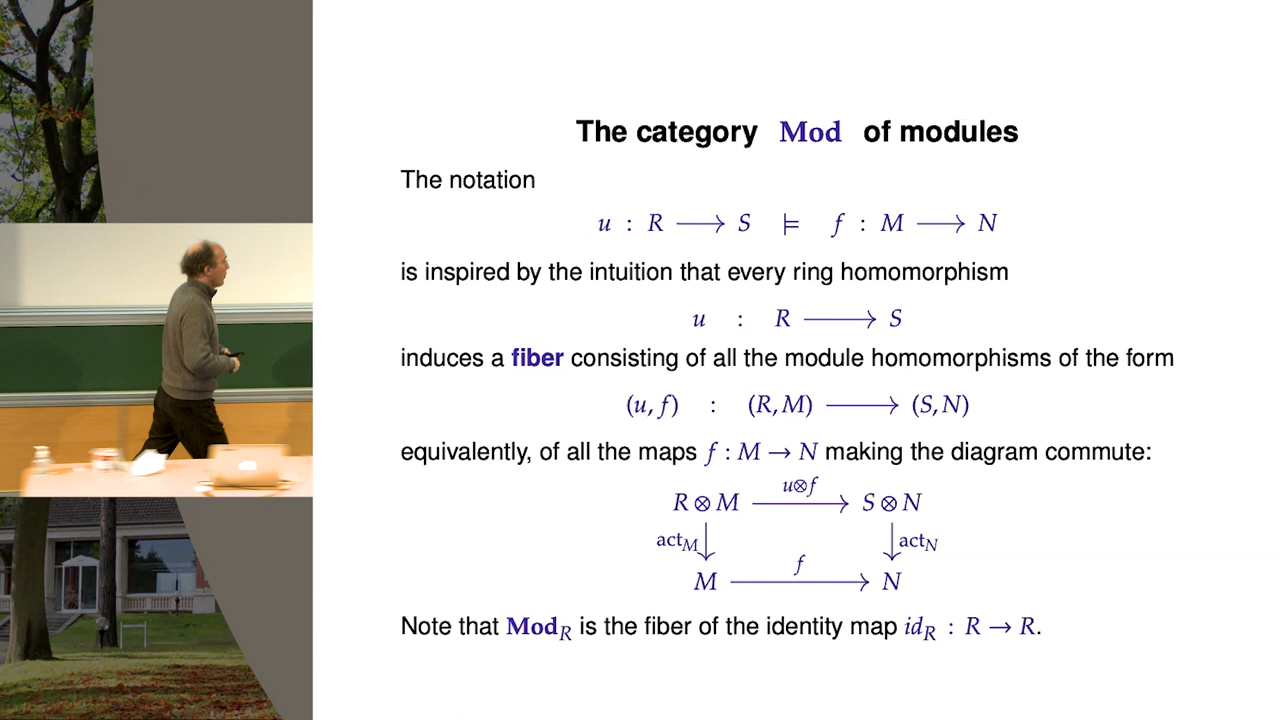 The category Mod of modules
The notation
u : R ⟶ S ⊨ f : M ⟶ N
is inspired by the intuition that every ring homomorphism
u : R ⟶ S
induces a fiber consisting of all the module homomorphisms of the form
(u, f) : (R, M) ⟶ (S, N)
equivalently, of all the maps f : M → N making the diagram commute:
u⊗f
R ⊗ M ⟶ S ⊗ N
act_M act_N
f
M ⟶ N
Note that Mod_R is the fiber of the identity map id_R : R → R.